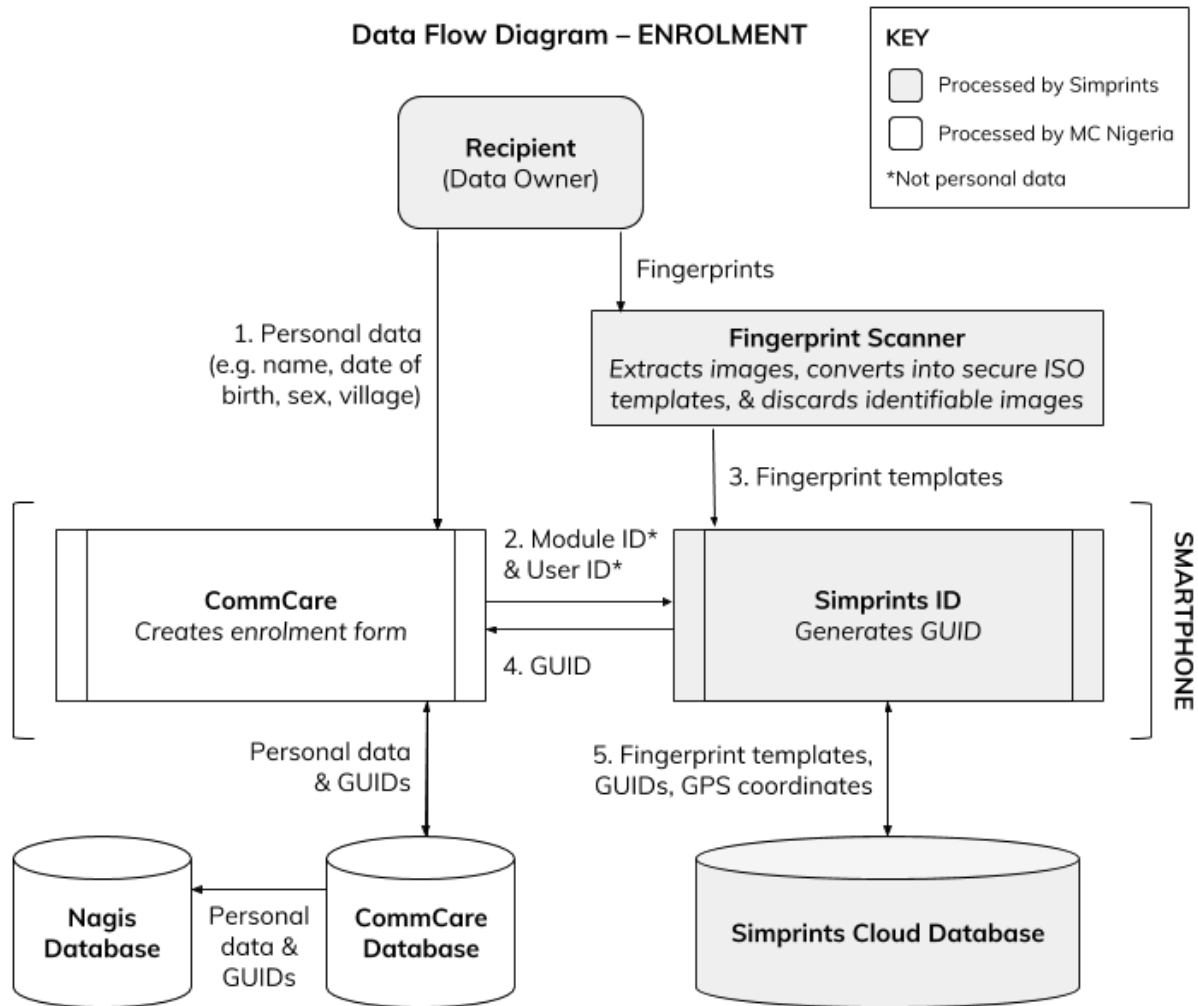 Data Flow Diagram – ENROLMENT
KEY
Processed by Simprints
Processed by MC Nigeria
*Not personal data
Recipient
(Data Owner)
Fingerprints
1. Personal data
(e.g. name, date of
birth, sex, village)
Fingerprint Scanner
Extracts images, converts into secure ISO
templates, & discards identifiable images
3. Fingerprint templates
CommCare
Creates enrolment form
2. Module ID*
& User ID*
4. GUID
Simprints ID
Generates GUID
SMARTPHONE
Personal data
& GUIDs
5. Fingerprint templates,
GUIDs, GPS coordinates
Nagis
Database
Personal
data &
GUIDs
CommCare
Database
Simprints Cloud Database